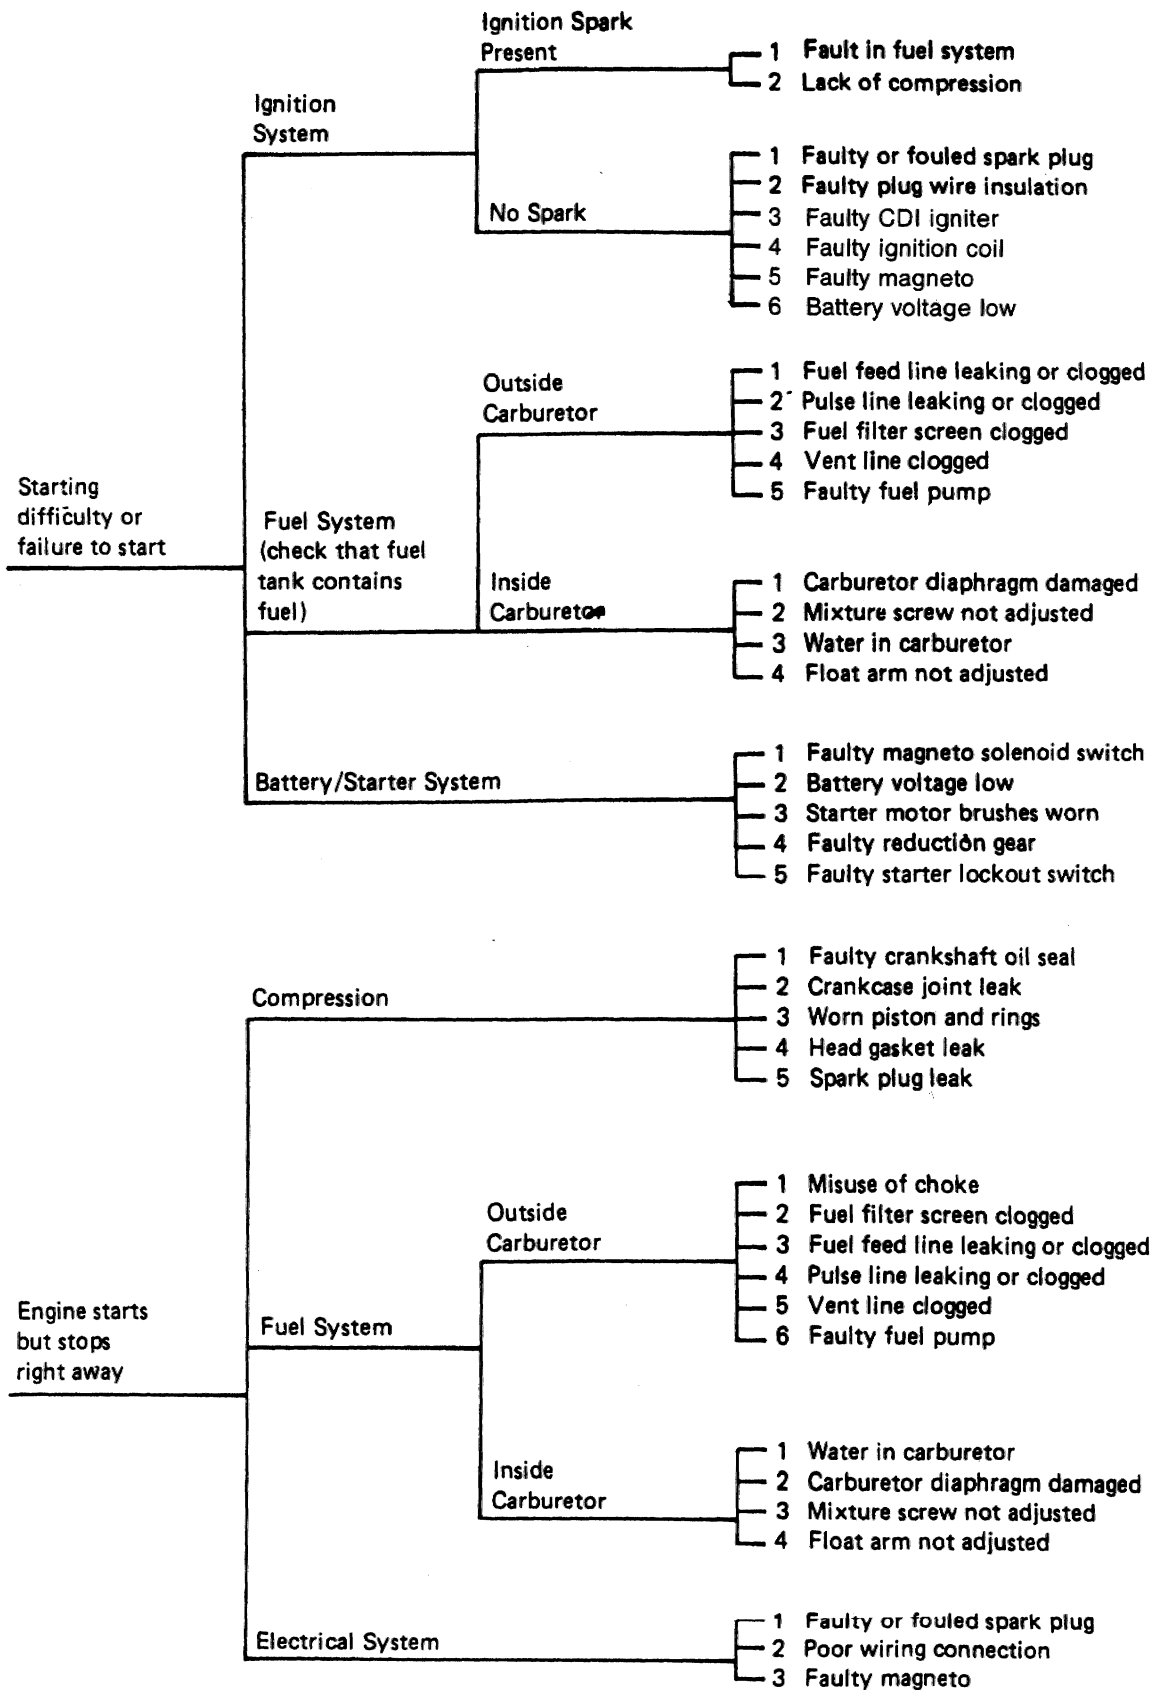 Ignition Spark
Present
1 Fault in fuel system
2 Lack of compression
Ignition
System
1 Faulty or fouled spark plug
2 Faulty plug wire insulation
No Spark
3 Faulty CDI igniter
4 Faulty ignition coil
5 Faulty magneto
6 Battery voltage low
Outside
Carburetor
1 Fuel feed line leaking or clogged
2 Pulse line leaking or clogged
3 Fuel filter screen clogged
4 Vent line clogged
5 Faulty fuel pump
Starting
difficulty or
failure to start
Fuel System
(check that fuel
tank contains
fuel)
Inside
Carburetor
1 Carburetor diaphragm damaged
2 Mixture screw not adjusted
3 Water in carburetor
4 Float arm not adjusted
Battery/Starter System
1 Faulty magneto solenoid switch
2 Battery voltage low
3 Starter motor brushes worn
4 Faulty reduction gear
5 Faulty starter lockout switch
Compression
1 Faulty crankshaft oil seal
2 Crankcase joint leak
3 Worn piston and rings
4 Head gasket leak
5 Spark plug leak
Outside
Carburetor
1 Misuse of choke
2 Fuel filter screen clogged
3 Fuel feed line leaking or clogged
4 Pulse line leaking or clogged
5 Vent line clogged
6 Faulty fuel pump
Engine starts
but stops
right away
Fuel System
Inside
Carburetor
1 Water in carburetor
2 Carburetor diaphragm damaged
3 Mixture screw not adjusted
4 Float arm not adjusted
Electrical System
1 Faulty or fouled spark plug
2 Poor wiring connection
3 Faulty magneto